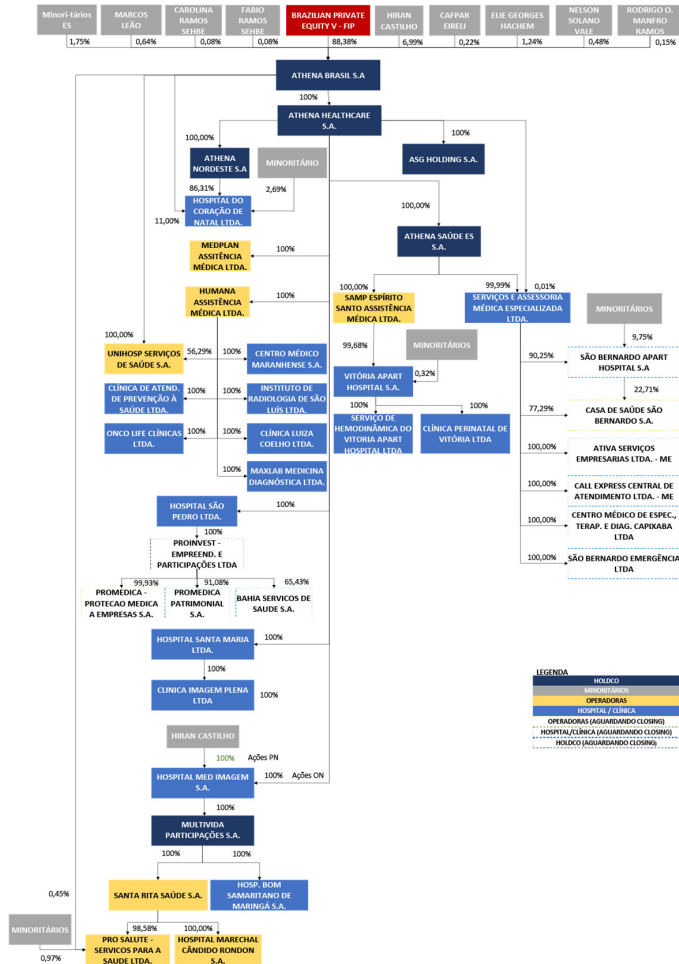 Minori-tários
ES
MARCOS
LEÃO
CAROLINA
RAMOS
SEHBE
FABIO
RAMOS
SEHBE
BRAZILIAN PRIVATE
EQUITY V - FIP
HIRAN
CASTILHO
CAFPAR
EIRELI
ELIE GEORGES
HACHEM
NELSON
SOLANO
VALE
RODRIGO O.
MANFRO
RAMOS
1,75%
0,64%
0,08%
0,08%
88,38%
6,99%
0,22%
1,24%
0,48%
0,15%
ATHENA BRASIL S.A
100%
ATHENA HEALTHCARE
S.A.
100,00%
100%
ATHENA
NORDESTE S.A
MINORITÁRIO
ASG HOLDING S.A.
86,31%
2,69%
HOSPITAL DO
CORAÇÃO DE
NATAL LTDA.
11,00%
100,00%
ATHENA SAÚDE ES
S.A.
MEDPLAN
ASSITÊNCIA
MÉDICA LTDA.
100%
100,00%
99,99%
0,01%
HUMANA
ASSITÊNCIA
MÉDICA LTDA.
100%
SAMP ESPÍRITO
SANTO ASSISTÊNCIA
MÉDICA LTDA.
SERVIÇOS E ASSESSORIA
MÉDICA ESPECIALIZADA
LTDA.
MINORITÁRIOS
100,00%
99,68%
MINORITÁRIOS
9,75%
UNIHOSP SERVIÇOS
DE SAÚDE S.A.
56,29%
100%
CENTRO MÉDICO
MARANHENSE S.A.
90,25%
SÃO BERNARDO APART
HOSPITAL S.A
VITÓRIA APART
HOSPITAL S.A.
0,32%
22,71%
CLÍNICA DE ATEND.
DE PREVENÇÃO À
SAÚDE LTDA.
100%
100%
INSTITUTO DE
RADIOLOGIA DE SÃO
LUÍS LTDA.
100%
100%
77,29%
CASA DE SAÚDE SÃO
BERNARDO S.A.
ONCO LIFE CLÍNICAS
LTDA.
100%
100%
CLÍNICA LUIZA
COELHO LTDA.
SERVIÇO DE
HEMODINÂMICA DO
VITORIA APART
HOSPITAL LTDA
CLÍNICA PERINATAL DE
VITÓRIA LTDA
100,00%
ATIVA SERVIÇOS
EMPRESARIAS LTDA. - ME
100%
MAXLAB MEDICINA
DIAGNÓSTICA LTDA.
100,00%
CALL EXPRESS CENTRAL DE
ATENDIMENTO LTDA. - ME
HOSPITAL SÃO
PEDRO LTDA.
100%
100,00%
CENTRO MÉDICO DE ESPEC.,
TERAP. E DIAG. CAPIXABA
LTDA
100%
PROINVEST -
EMPREEND. E
PARTICIPAÇÕES LTDA
100,00%
SÃO BERNARDO EMERGÊNCIA
LTDA
99,93%
91,08%
65,43%
PROMEDICA -
PROTECAO MEDICA
A EMPRESAS S.A.
PROMEDICA
PATRIMONIAL
S.A.
BAHIA SERVICOS DE
SAUDE S.A.
HOSPITAL SANTA MARIA
LTDA.
100%
100%
CLINICA IMAGEM PLENA
LTDA
100%
LEGENDA
HOLDCO
MINORITÁRIOS
OPERADORAS
HOSPITAL / CLÍNICA
OPERADORAS (AGUARDANDO CLOSING)
HOSPITAL/CLÍNICA (AGUARDANDO CLOSING)
HOLDCO (AGUARDANDO CLOSING)
HIRAN CASTILHO
100%
Ações PN
HOSPITAL MED IMAGEM
S.A.
100%
Ações ON
100%
MULTIVIDA
PARTICIPAÇÕES S.A.
100%
100%
SANTA RITA SAÚDE S.A.
HOSP. BOM
SAMARITANO DE
MARINGÁ S.A.
0,45%
MINORITÁRIOS
98,58%
100,00%
0,97%
PRO SALUTE -
SERVICOS PARA A
SAUDE LTDA.
HOSPITAL MARECHAL
CÂNDIDO RONDON
S.A.